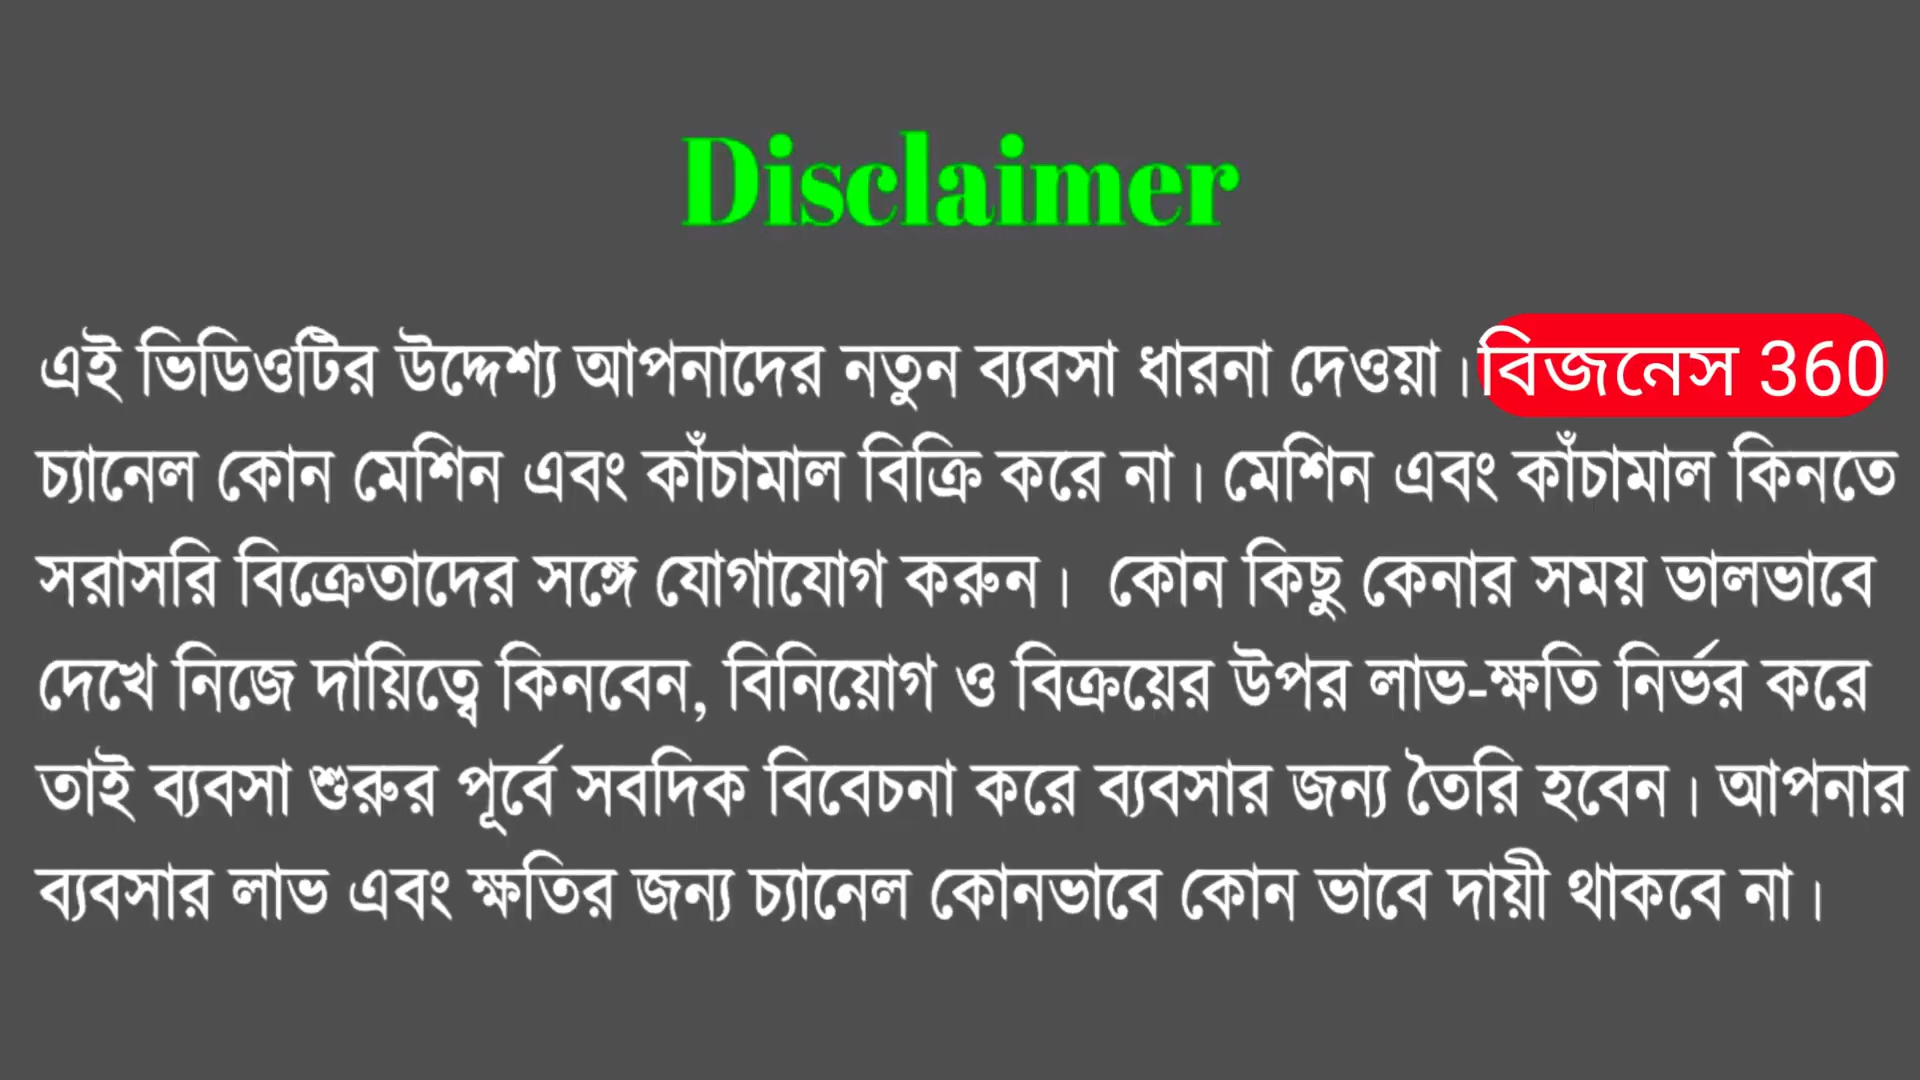 Disclaimer
এই ভিডিওটির উদ্দেশ্য আপনাদের নতুন ব্যবসা ধারনা দেওয়া। বিজনেস 360
চ্যানেল কোন মেশিন এবং কাঁচামাল বিক্রি করে না। মেশিন এবং কাঁচামাল কিনতে
সরাসরি বিক্রেতাদের সঙ্গে যোগাযোগ করুন। কোন কিছু কেনার সময় ভালভাবে
দেখে নিজে দায়িত্বে কিনবেন, বিনিয়োগ ও বিক্রয়ের উপর লাভ-ক্ষতি নির্ভর করে
তাই ব্যবসা শুরুর পূর্বে সবদিক বিবেচনা করে ব্যবসার জন্য তৈরি হবেন। আপনার
ব্যবসার লাভ এবং ক্ষতির জন্য চ্যানেল কোনভাবে কোন ভাবে দায়ী থাকবে না।